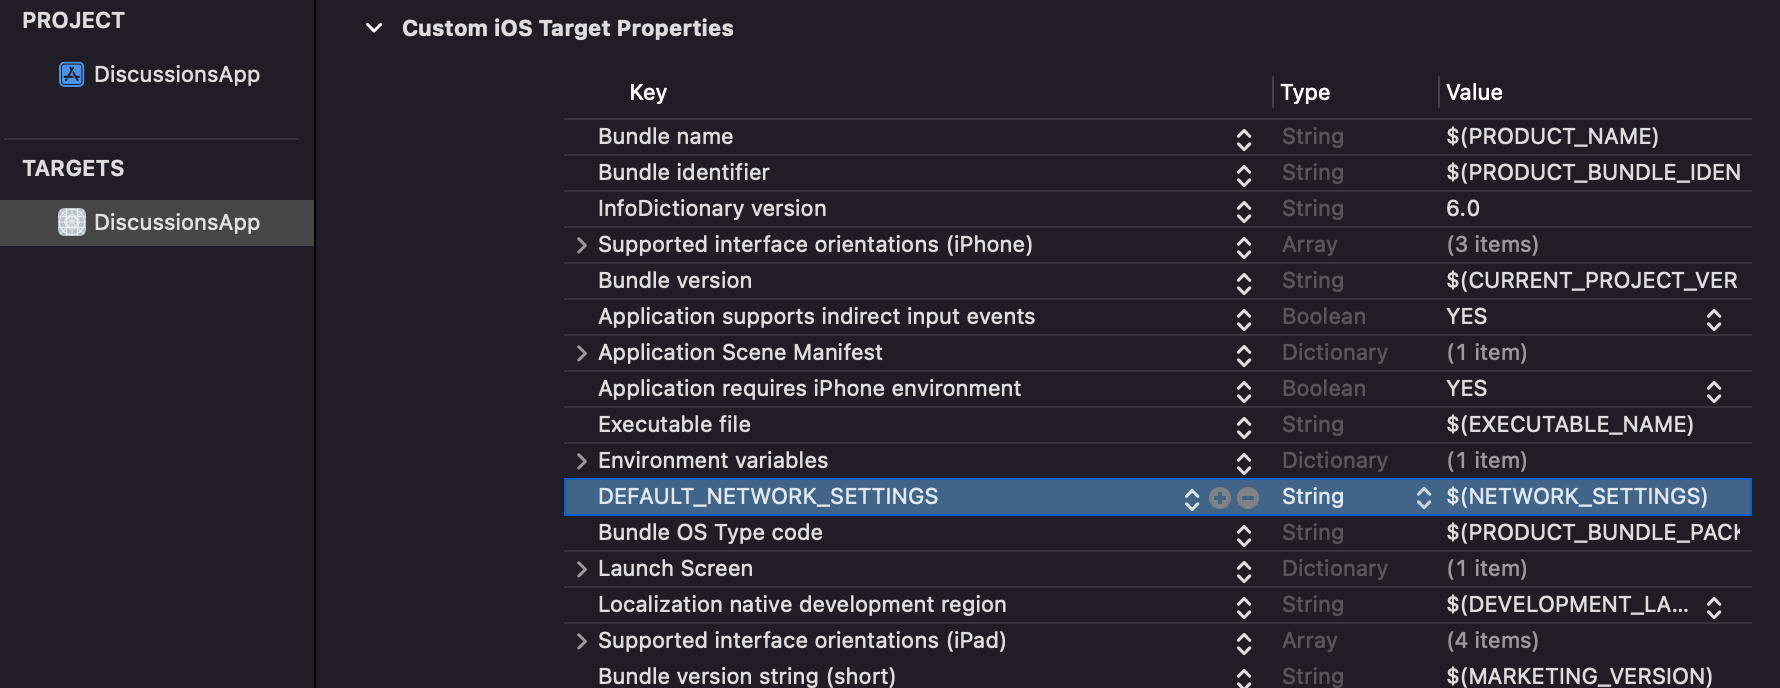 PROJECT
DiscussionsApp
TARGETS
DiscussionsApp
Custom iOS Target Properties
Key Type Value
Bundle name String $(PRODUCT_NAME)
Bundle identifier String $(PRODUCT_BUNDLE_IDEN
InfoDictionary version String 6.0
Supported interface orientations (iPhone) Array (3 items)
Bundle version String $(CURRENT_PROJECT_VER
Application supports indirect input events Boolean YES
Application Scene Manifest Dictionary (1 item)
Application requires iPhone environment Boolean YES
Executable file String $(EXECUTABLE_NAME)
Environment variables Dictionary (1 item)
DEFAULT_NETWORK_SETTINGS String $(NETWORK_SETTINGS)
Bundle OS Type code String $(PRODUCT_BUNDLE_PACK
Launch Screen Dictionary (1 item)
Localization native development region String $(DEVELOPMENT_LA...
Supported interface orientations (iPad) Array (4 items)
Bundle version string (short) String $(MARKETING_VERSION)